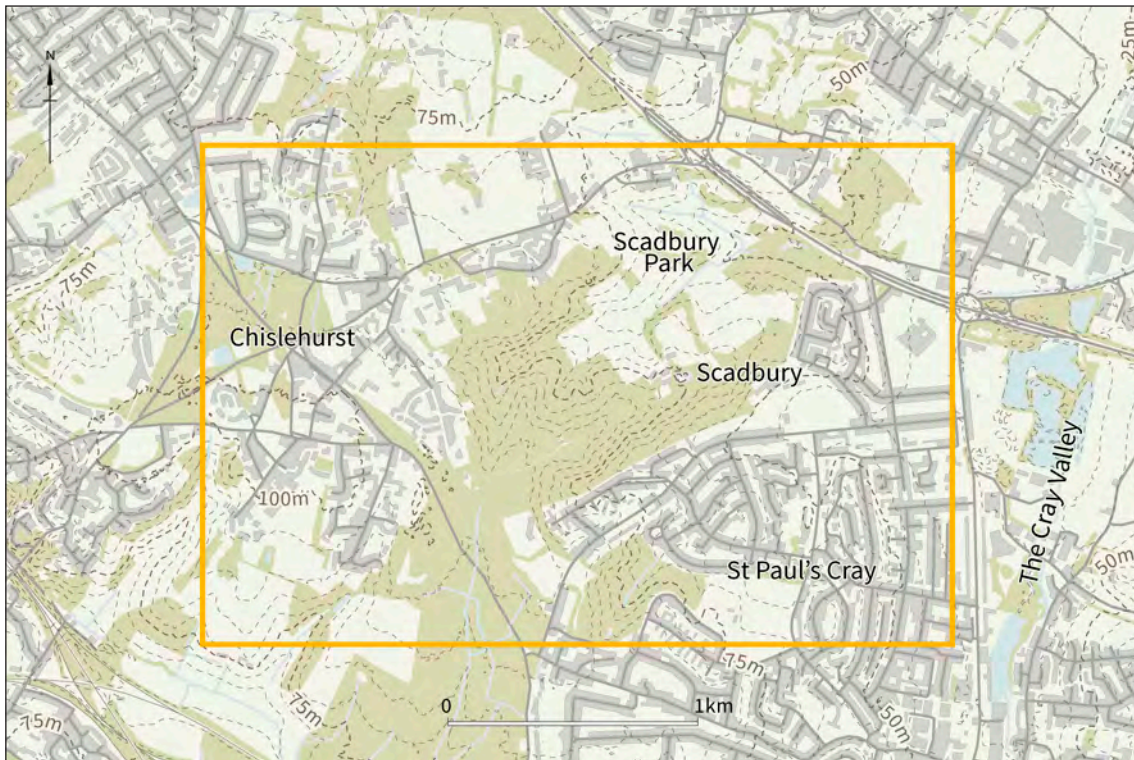 N
25m
50m
75m
Scadbury
Park
75m
Chislehurst
Scadbury
100m
The Cray Valley
St Paul's Cray
50m
75m
0
1km
75m
75m
50m